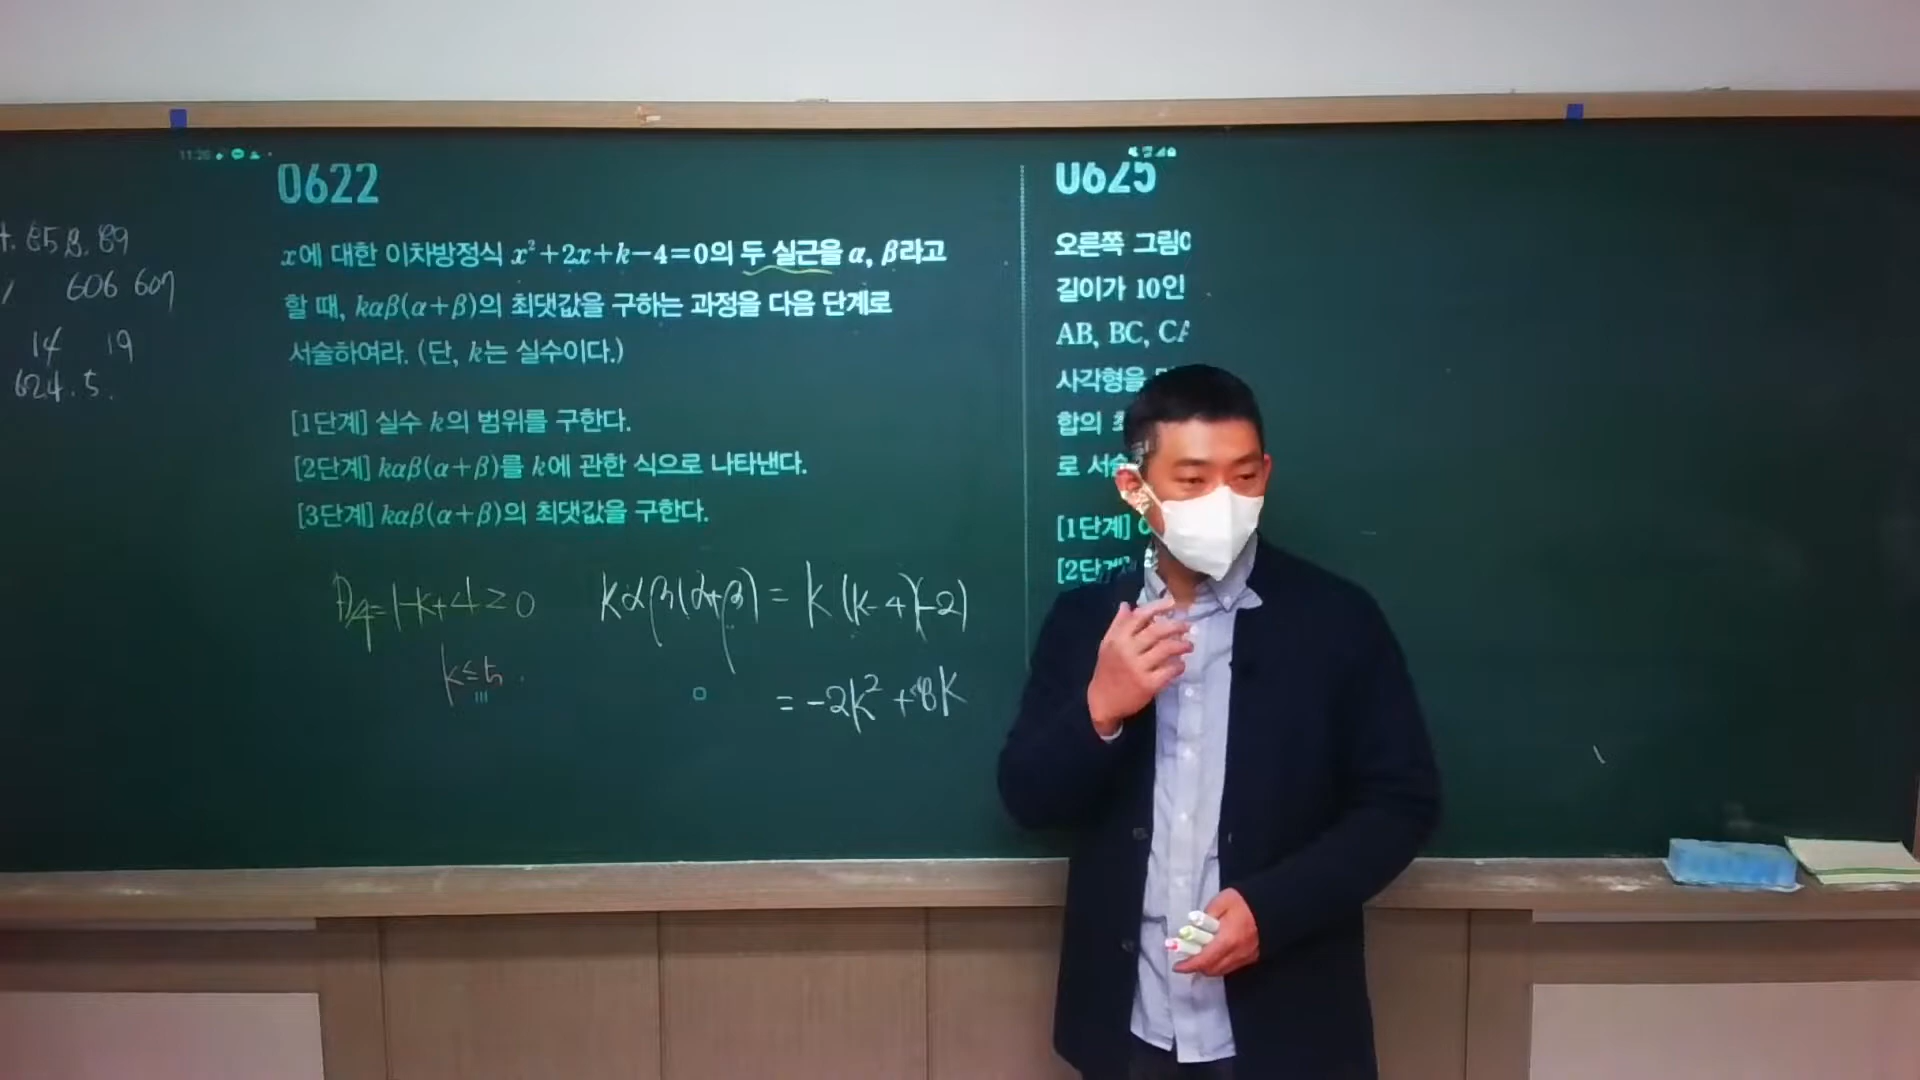 11:20
0622
x에 대한 이차방정식 x²+2x+k-4=0의 두 실근을 α, β라고
할 때, kαβ(α+β)의 최댓값을 구하는 과정을 다음 단계로
서술하여라. (단, k는 실수이다.)
[1단계] 실수 k의 범위를 구한다.
[2단계] kαβ(α+β)를 k에 관한 식으로 나타낸다.
[3단계] kαβ(α+β)의 최댓값을 구한다.
D/4=1-k+4≥0
k≤5
kαβ(α+β)=k(k-4)(-2)
=-2k²+8k
0625
오른쪽 그림
길이가 10인
AB, BC, CA
사각형을
합의
로 서술
[1단계]
[2단계]
606 607
14 19
624.5.